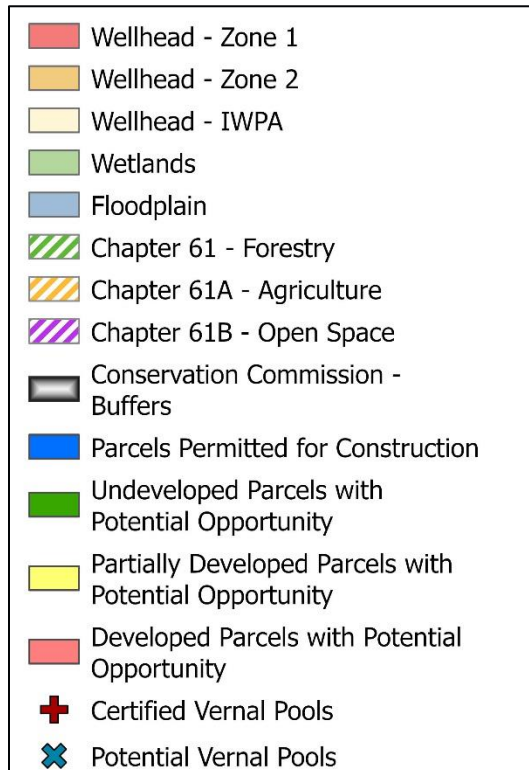 Wellhead - Zone 1
Wellhead - Zone 2
Wellhead - IWPA
Wetlands
Floodplain
Chapter 61 - Forestry
Chapter 61A - Agriculture
Chapter 61B - Open Space
Conservation Commission -
Buffers
Parcels Permitted for Construction
Undeveloped Parcels with
Potential Opportunity
Partially Developed Parcels with
Potential Opportunity
Developed Parcels with Potential
Opportunity
Certified Vernal Pools
Potential Vernal Pools